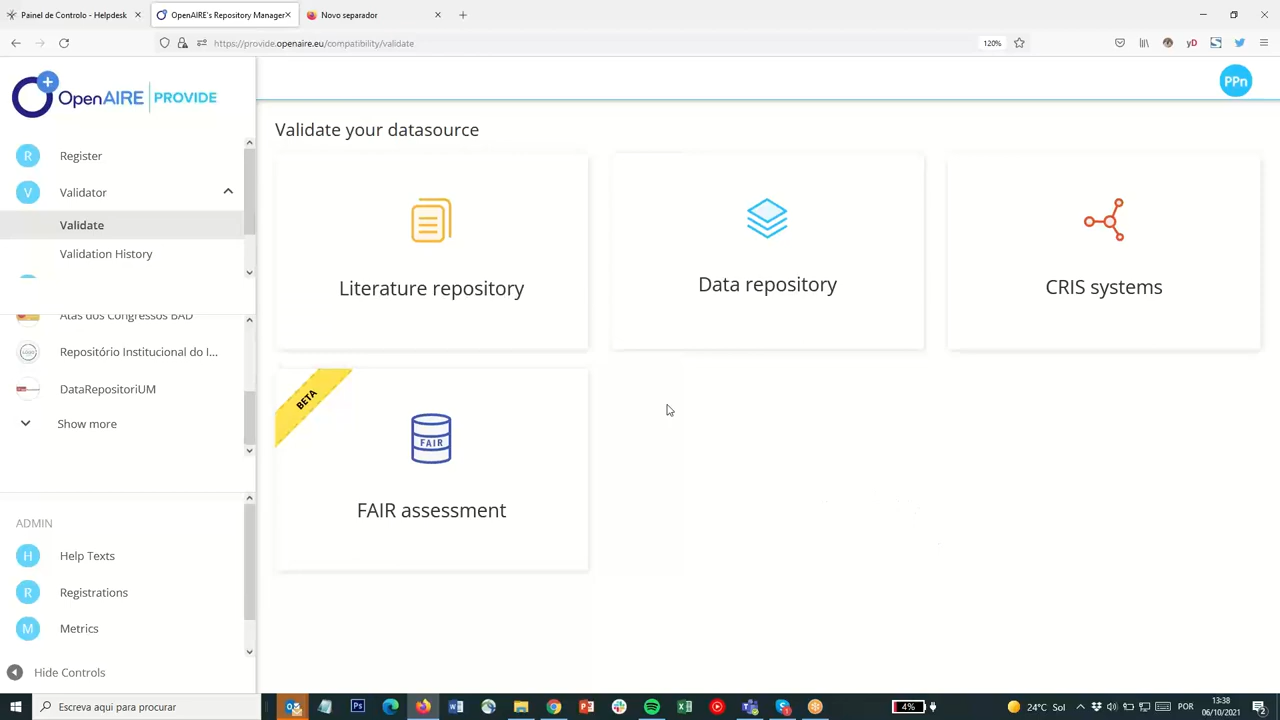 Painel de Controlo - Helpdesk
OpenAIRE's Repository Manager
Novo separador
https://provide.openaire.eu/compatibility/validate
120%
yD
OpenAIRE PROVIDE
PPn
Validate your datasource
R Register
V Validator
Validate
Validation History
Literature repository
Data repository
CRIS systems
Atas dos Congressos BAD
Repositório Institucional do I...
DataRepositoriUM
Show more
BETA
FAIR
FAIR assessment
ADMIN
H Help Texts
R Registrations
M Metrics
Hide Controls
Escreva aqui para procurar
Ps
4%
24°C Sol
POR
13:38
06/10/2021
2